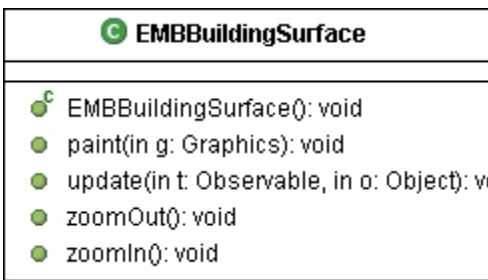 C EMBBuildingSurface
C EMBBuildingSurface(): void
paint(in g: Graphics): void
update(in t: Observable, in o: Object): v
zoomOut(): void
zoomIn(): void